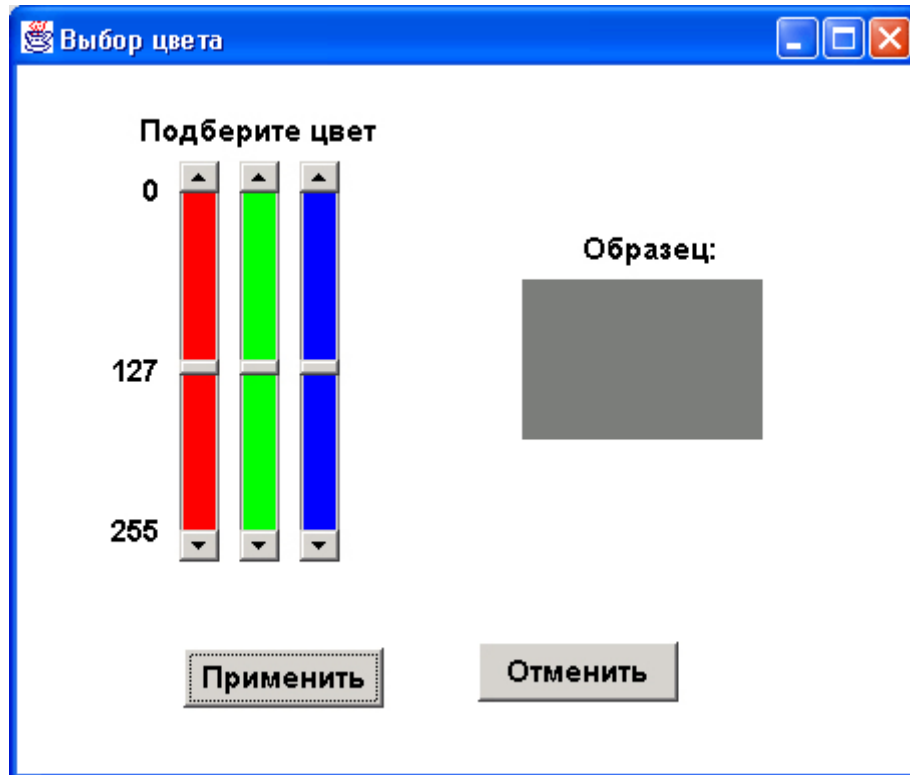 Выбор цвета
Подберите цвет
0
127
255
Образец:
Применить
Отменить